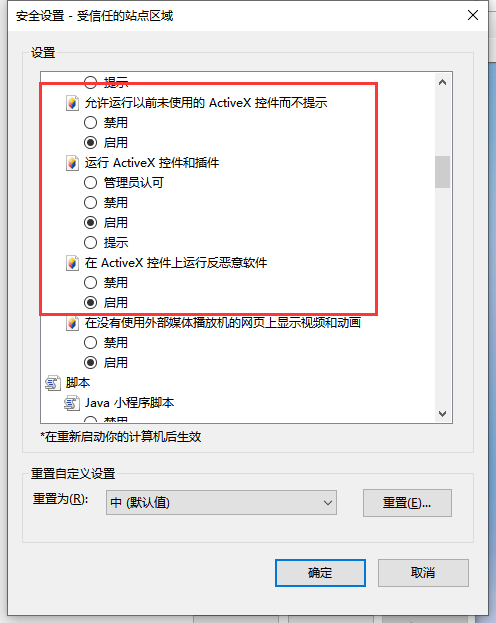 安全设置 - 受信任的站点区域
设置
提示
允许运行以前未使用的 ActiveX 控件而不提示
禁用
启用
运行 ActiveX 控件和插件
管理员认可
禁用
启用
提示
在 ActiveX 控件上运行反恶意软件
禁用
启用
在没有使用外部媒体播放机的网页上显示视频和动画
禁用
启用
脚本
Java 小程序脚本
禁用
*在重新启动你的计算机后生效
重置自定义设置
重置为(R): 中 (默认值) 重置(E)...
确定 取消